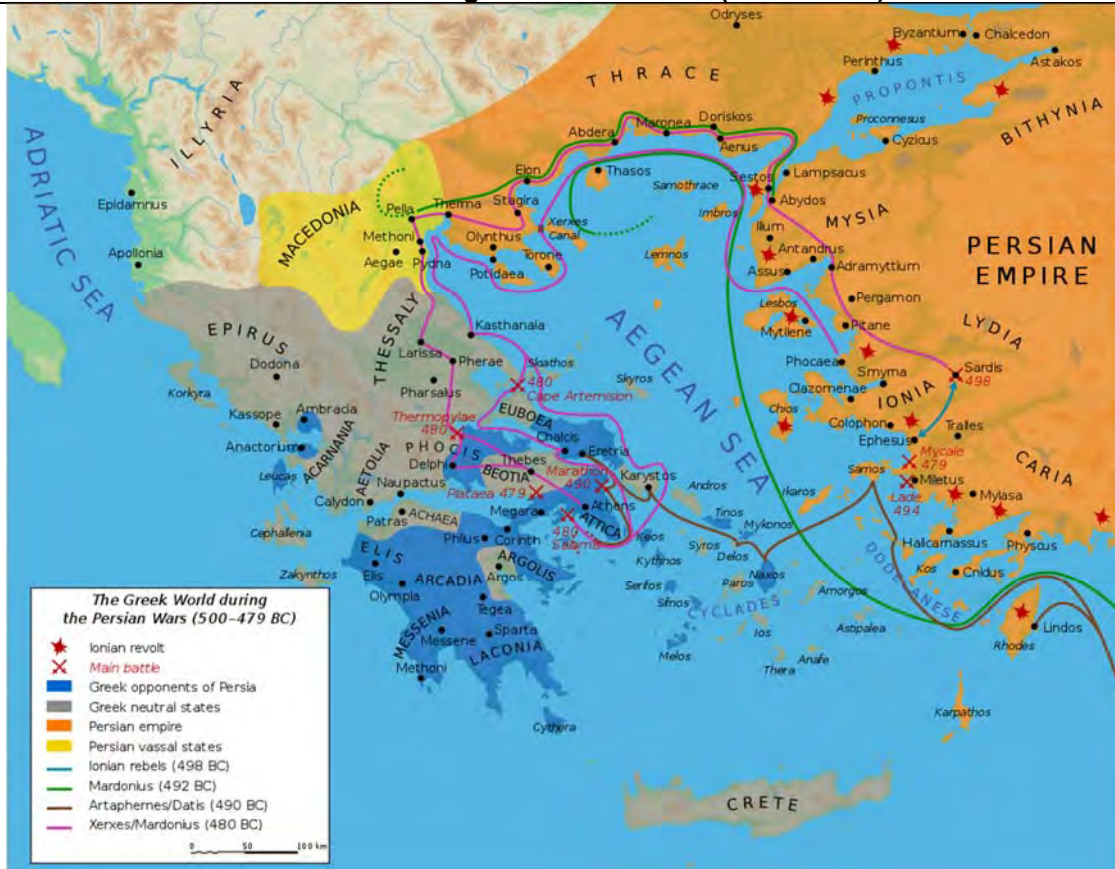 Odryses
Byzantium
Chalcedon
Perinthus
Astakos
THRACE
PROPONTIS
BITHYNIA
Proconnesus
Cyzicus
ILLYRIA
ADRIATIC SEA
Abdera
Maronea
Doriskos
Aenus
Eion
Thasos
Samothrace
Sestos
Lampsacus
Abydos
Imbros
MYSIA
Epidamnus
Apollonia
MACEDONIA
Pella
Therma
Stagira
Xerxes
Canal
Methoni
Aegae
Pydna
Olynthus
Potidaea
Torone
Lemnos
Illum
Antandrus
Assus
Adramyttium
PERSIAN
EMPIRE
Lesbos
Mytilene
Pergamon
Pitane
LYDIA
AEGEAN SEA
EPIRUS
Dodona
THESSALY
Kasthanaia
Larissa
Pherae
Pharsalus
Skiathos
480
Cape Artemision
Skyros
Phocaea
Smyrna
Clazomenae
Sardis
498
IONIA
Korkyra
Kassope
Ambracia
Anactorium
ACARNANIA
Leucas
AETOLIA
Thermopylae
480
EUBOEA
PHOCIS
Chalcis
Eretria
Delphi
Thebes
BEOTIA
Marathon
490
Karystos
Chios
Colophon
Ephesus
Tralles
Mycale
479
CARIA
Samos
Miletus
Lade
494
Mylasa
Naupactus
Calydon
Patras
ACHAEA
Plataea 479
Megara
Athens
ATTICA
480
Salamis
Andros
Tinos
Mykonos
Ikaros
Cephallenia
Corinth
Phlius
Keos
Kythnos
Syros
Delos
Halicarnassus
Physcus
ELIS
Elis
ARGOLIS
Argos
Zakynthos
Olympia
ARCADIA
Tegea
Serifos
Sifnos
Paros
Naxos
CYCLADES
Amorgos
Kos
Cnidus
DODECANESE
MESSENIA
Messene
Sparta
LACONIA
Methoni
Melos
Ios
Thera
Anafe
Astipalea
Rhodes
Lindos
Cythera
Karpathos
CRETE
The Greek World during
the Persian Wars (500–479 BC)
Ionian revolt
Main battle
Greek opponents of Persia
Greek neutral states
Persian empire
Persian vassal states
Ionian rebels (498 BC)
Mardonius (492 BC)
Artaphernes/Datis (490 BC)
Xerxes/Mardonius (480 BC)
0 50 100 km